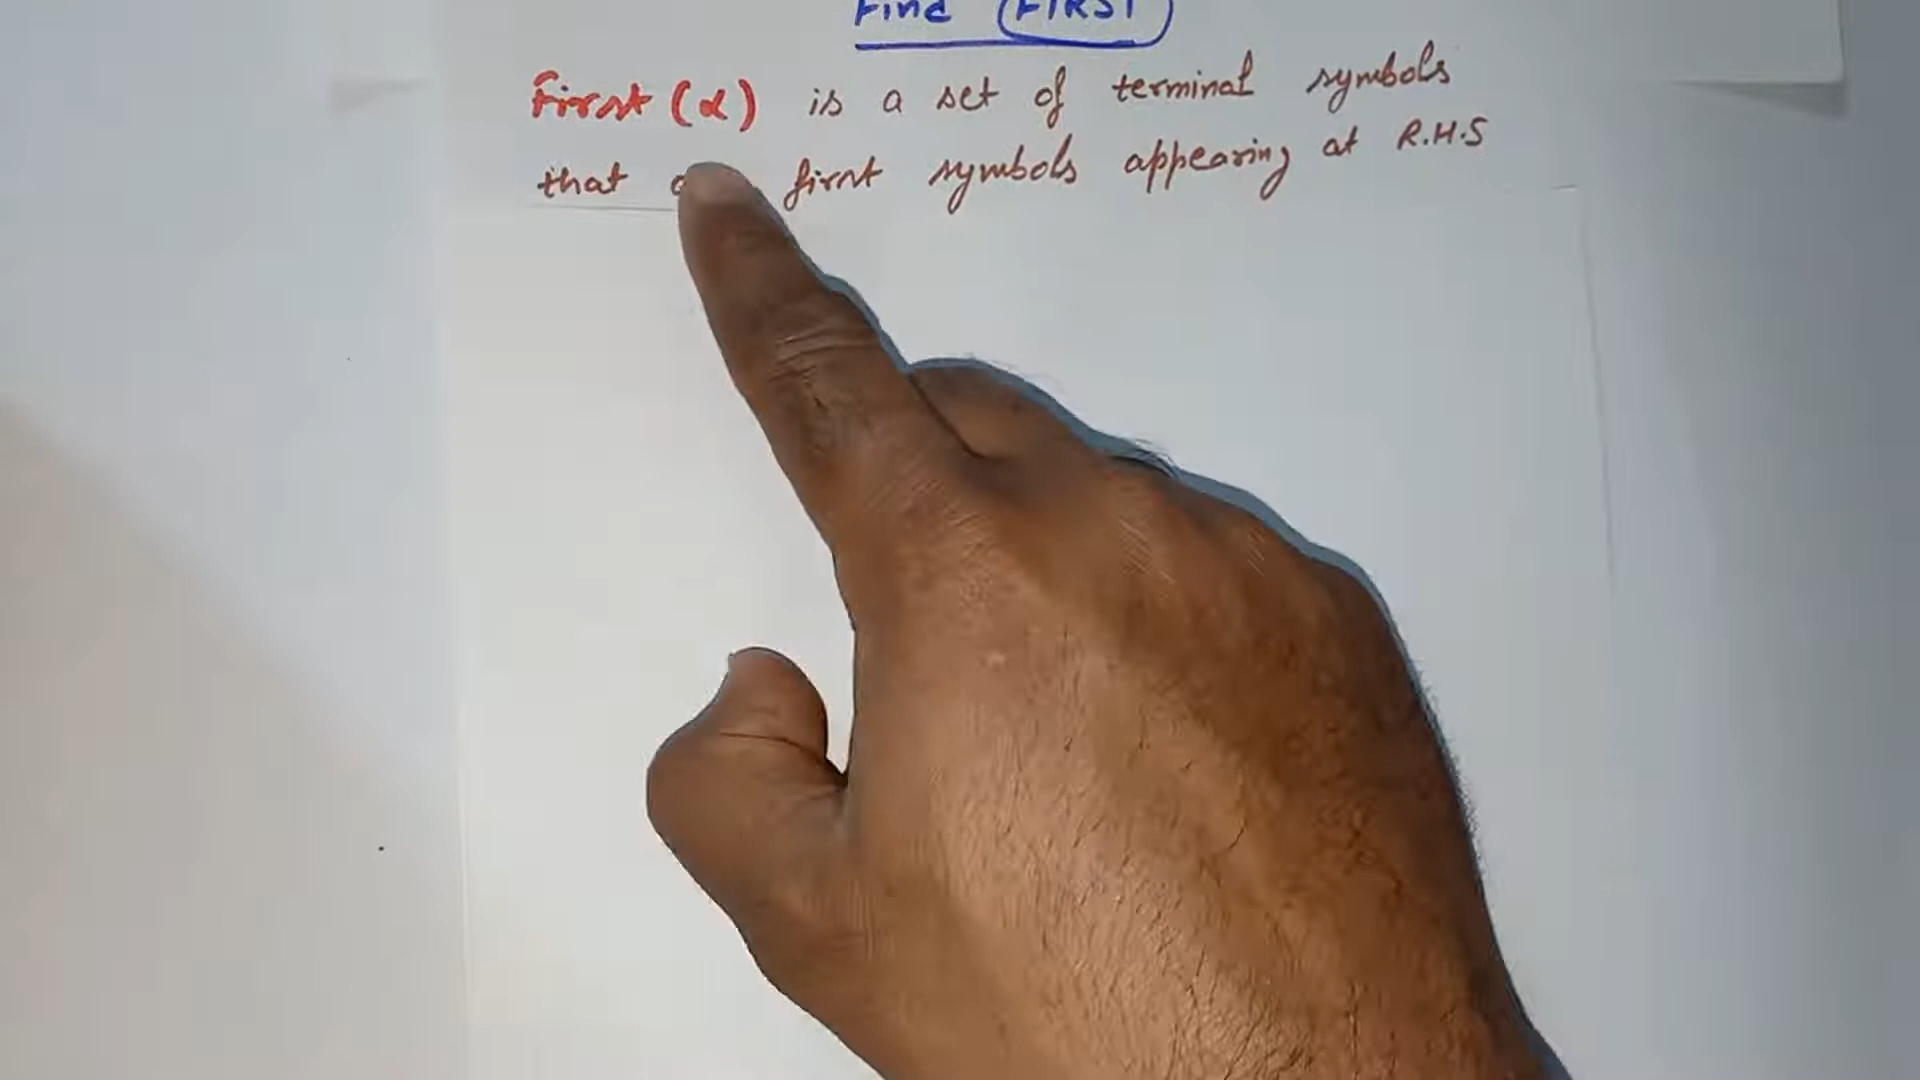 Find FIRST
First (α) is a set of terminal symbols
that first symbols appearing at R.H.S